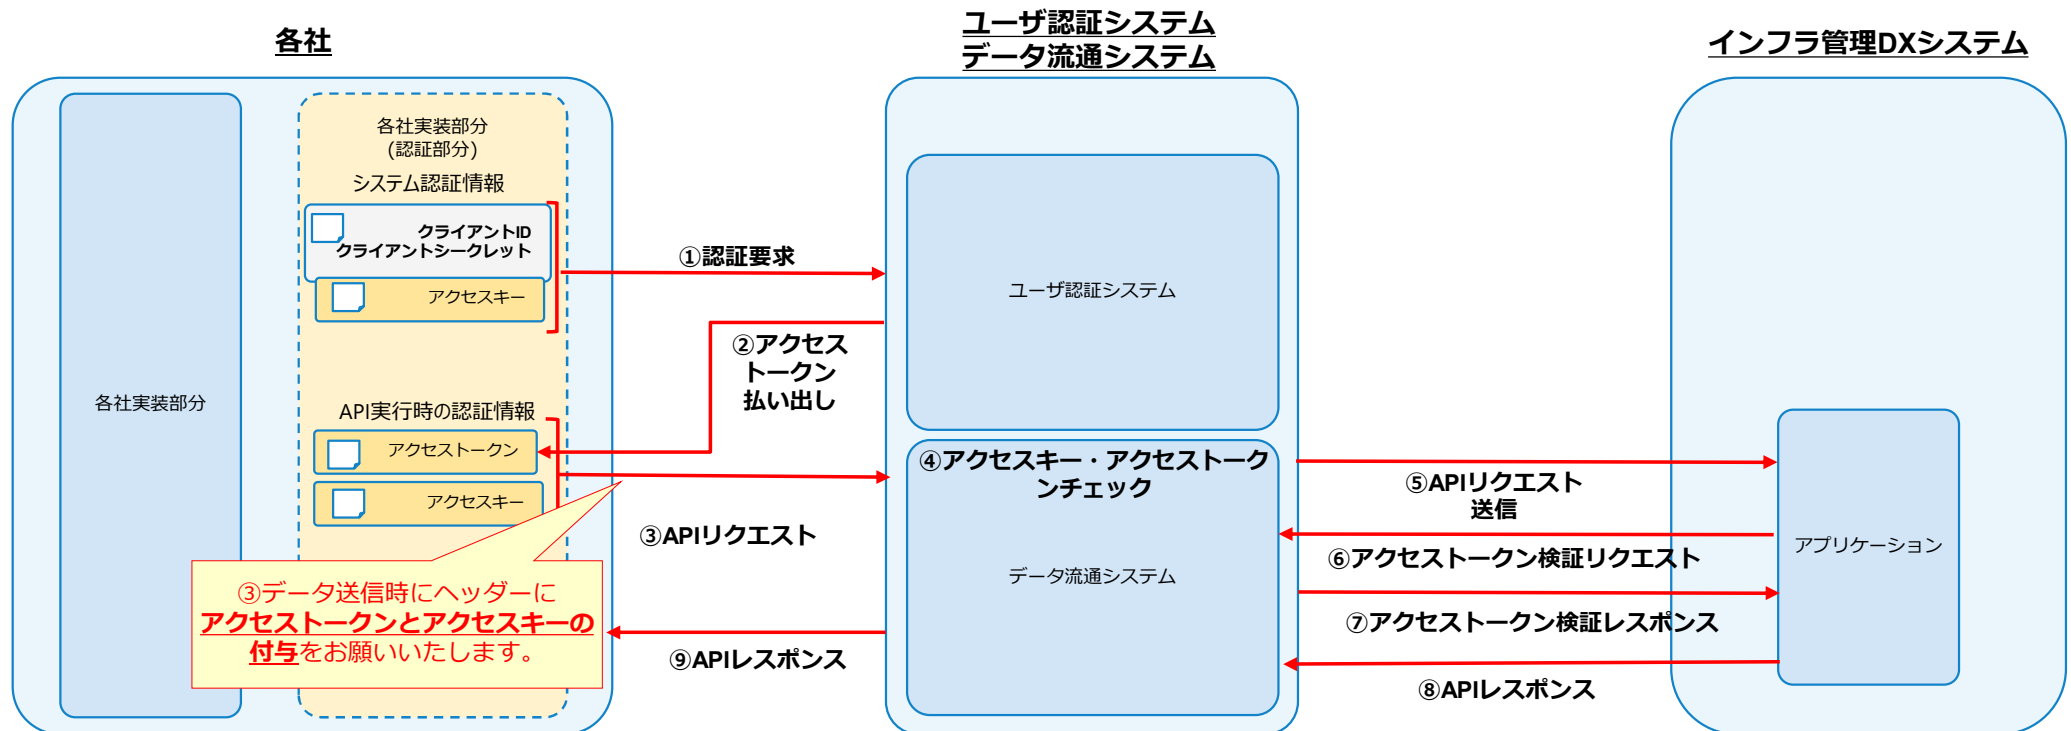 各社
ユーザ認証システム
データ流通システム
インフラ管理DXシステム
各社実装部分
各社実装部分
(認証部分)
システム認証情報
クライアントID
クライアントシークレット
アクセスキー
API実行時の認証情報
アクセストークン
アクセスキー
③データ送信時にヘッダーに
アクセストークンとアクセスキーの
付与をお願いいたします。
①認証要求
②アクセス
トークン
払い出し
③APIリクエスト
⑨APIレスポンス
ユーザ認証システム
④アクセスキー・アクセストーク
ンチェック
データ流通システム
⑤APIリクエスト
送信
⑥アクセストークン検証リクエスト
⑦アクセストークン検証レスポンス
⑧APIレスポンス
アプリケーション